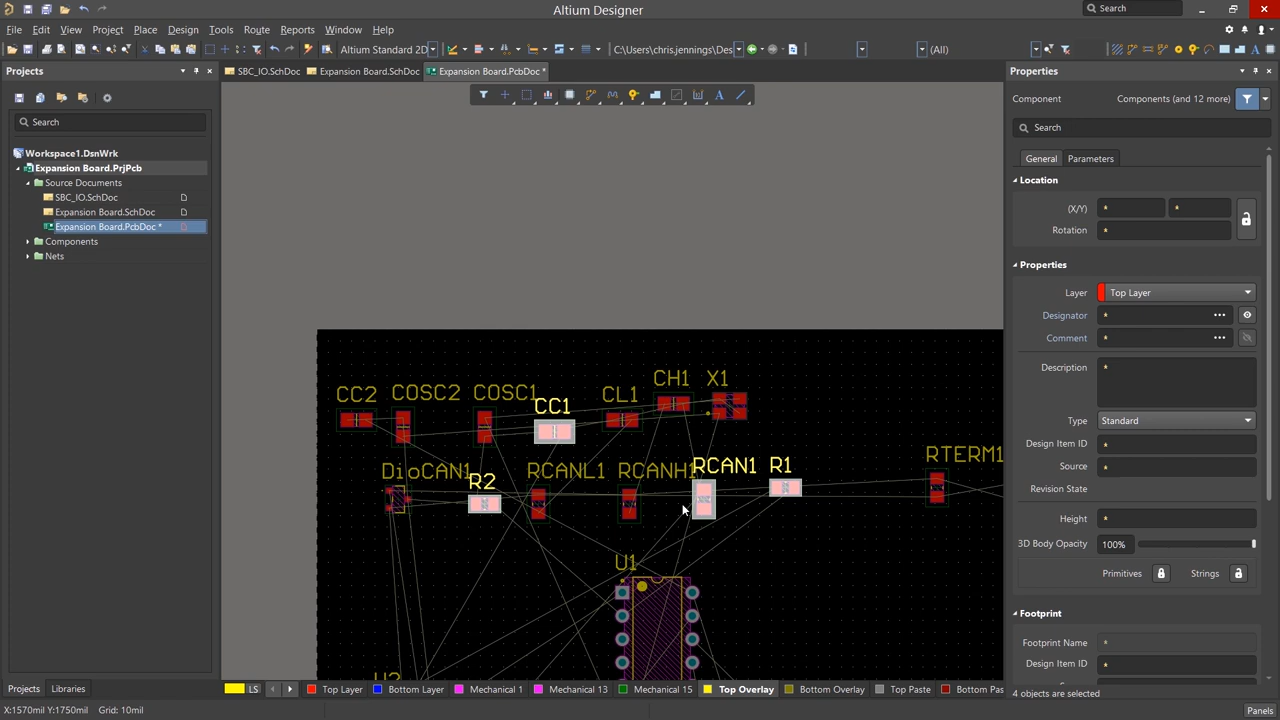 Altium Designer
Search
File Edit View Project Place Design Tools Route Reports Window Help
Altium Standard 2D
C:\Users\chris.jennings\Des
(All)
Projects
SBC_IO.SchDoc
Expansion Board.SchDoc
Expansion Board.PcbDoc *
Properties
Component
Components (and 12 more)
Search
Search
General
Parameters
Workspace1.DsnWrk
Expansion Board.PrjPcb
Source Documents
SBC_IO.SchDoc
Expansion Board.SchDoc
Expansion Board.PcbDoc *
Components
Nets
Location
(X/Y) * *
Rotation *
Properties
Layer Top Layer
Designator * ...
Comment * ...
Description *
Type Standard
Design Item ID *
Source *
Revision State
Height *
3D Body Opacity 100%
Primitives
Strings
Footprint
Footprint Name *
Design Item ID *
CC2
COSC2
COSC1
CC1
CL1
CH1
X1
DioCAN1
R2
RCANL1
RCANH1
RCAN1
R1
RTERM1
U1
Projects
Libraries
LS
Top Layer
Bottom Layer
Mechanical 1
Mechanical 13
Mechanical 15
Top Overlay
Bottom Overlay
Top Paste
Bottom Pas
4 objects are selected
X:1570mil Y:1750mil Grid: 10mil
Panels